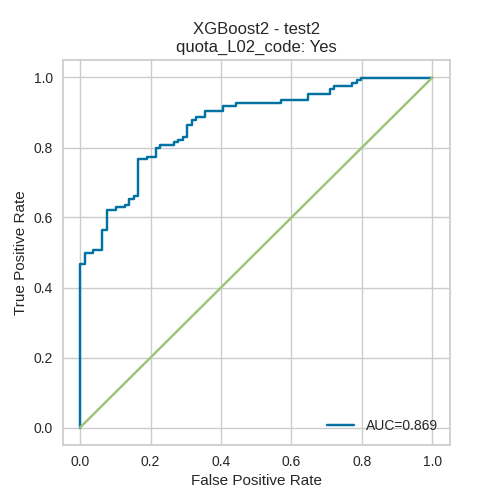 XGBoost2 - test2
quota_L02_code: Yes
True Positive Rate
1.0
0.8
0.6
0.4
0.2
0.0
AUC=0.869
0.0 0.2 0.4 0.6 0.8 1.0
False Positive Rate